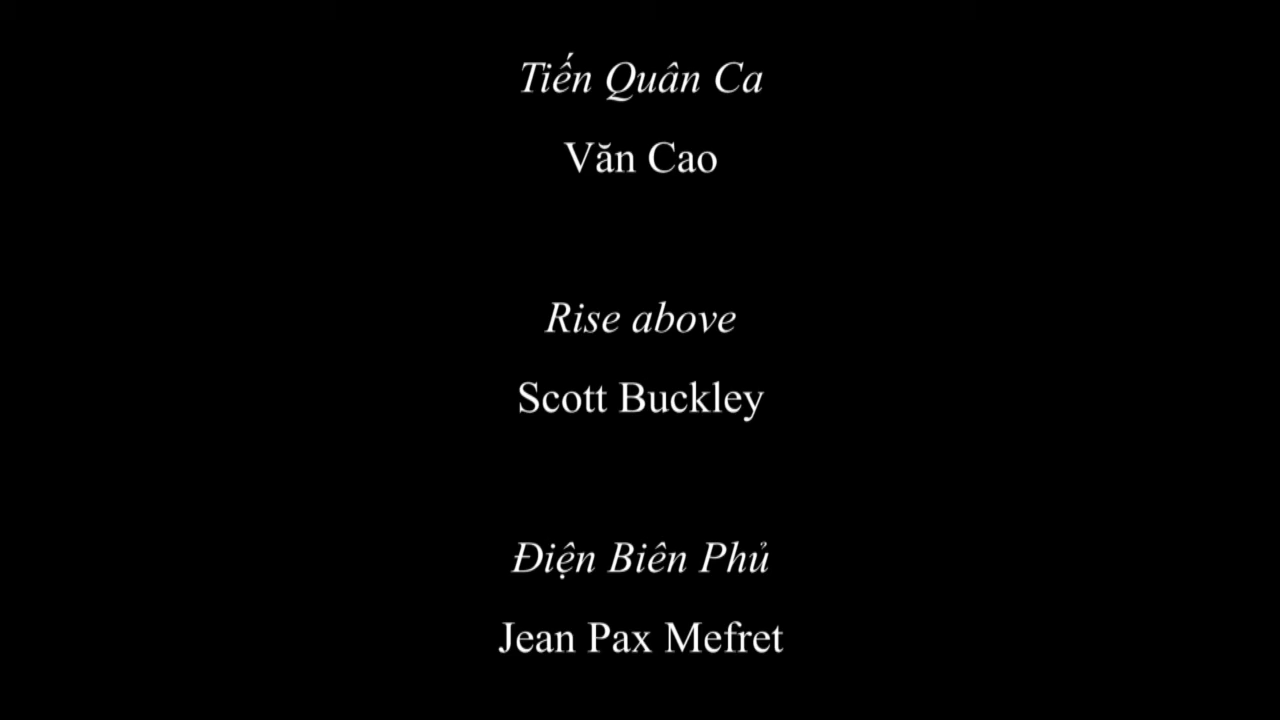 Tiến Quân Ca
Văn Cao
Rise above
Scott Buckley
Điện Biên Phủ
Jean Pax Mefret